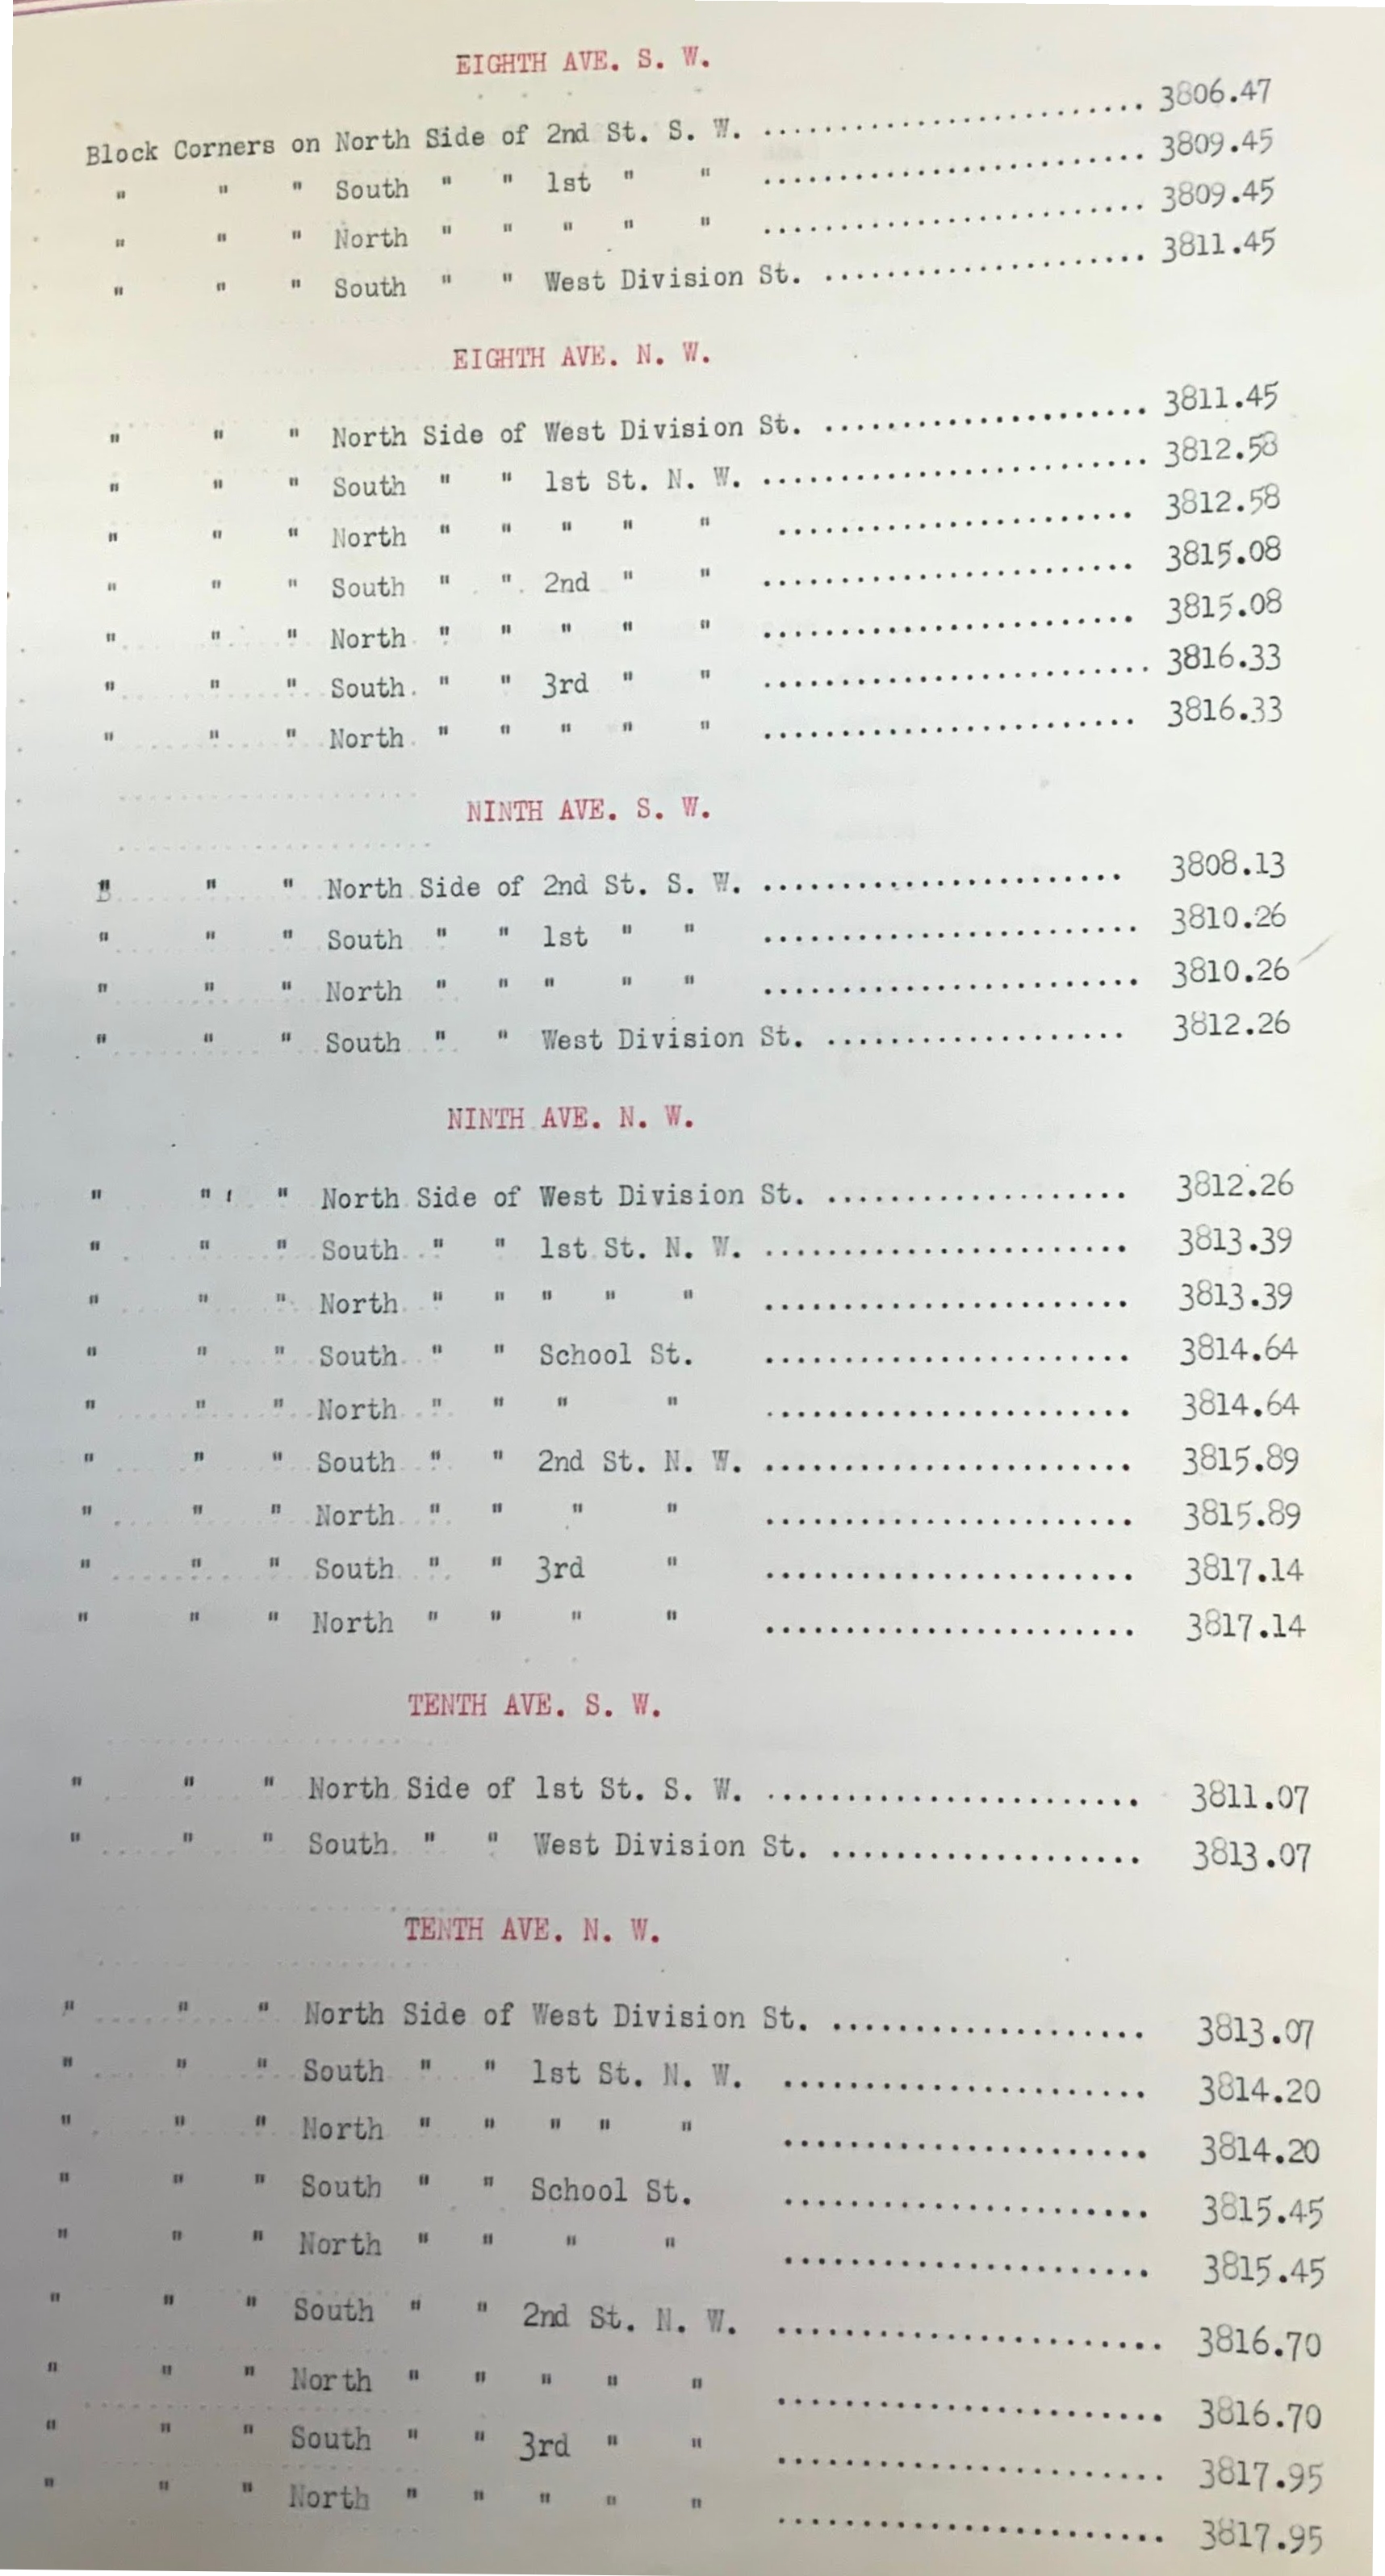 EIGHTH AVE. S. W.
Block Corners on North Side of 2nd St. S. W. ........................ 3806.47
" " " South " " 1st " " ........................ 3809.45
" " " North " " " " " ........................ 3809.45
" " " South " " West Division St. .................... 3811.45
EIGHTH AVE. N. W.
" " " North Side of West Division St. .................... 3811.45
" " " South " " 1st St. N. W. ........................ 3812.58
" " " North " " " " " ....................... 3812.58
" " " South " " 2nd " " ........................ 3815.08
" " " North " " " " " ........................ 3815.08
" " " South " " 3rd " " ......................... 3816.33
" " " North " " " " " ........................ 3816.33
NINTH AVE. S. W.
" " " North Side of 2nd St. S. W. ....................... 3808.13
" " " South " " 1st " " ........................ 3810.26
" " " North " " " " " ........................ 3810.26
" " " South " " West Division St. ................... 3812.26
NINTH AVE. N. W.
" " " North Side of West Division St. ................... 3812.26
" " " South " " 1st St. N. W. ....................... 3813.39
" " " North " " " " " ....................... 3813.39
" " " South " " School St. ....................... 3814.64
" " " North " " " " ....................... 3814.64
" " " South " " 2nd St. N. W. ....................... 3815.89
" " " North " " " " ....................... 3815.89
" " " South " " 3rd " ....................... 3817.14
" " " North " " " " ....................... 3817.14
TENTH AVE. S. W.
" " " North Side of 1st St. S. W. ....................... 3811.07
" " " South " " West Division St. ................... 3813.07
TENTH AVE. N. W.
" " " North Side of West Division St. ................... 3813.07
" " " South " " 1st St. N. W. ...................... 3814.20
" " " North " " " " " ...................... 3814.20
" " " South " " School St. ...................... 3815.45
" " " North " " " " ...................... 3815.45
" " " South " " 2nd St. N. W. ....................... 3816.70
" " " North " " " " " ....................... 3816.70
" " " South " " 3rd " " ....................... 3817.95
" " " North " " " " " ....................... 3817.95